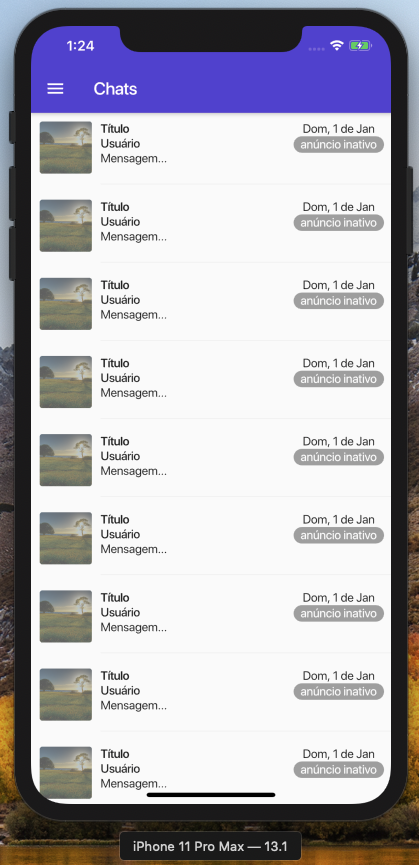 1:24
Chats
Título Dom, 1 de Jan
Usuário anúncio inativo
Mensagem...
Título Dom, 1 de Jan
Usuário anúncio inativo
Mensagem...
Título Dom, 1 de Jan
Usuário anúncio inativo
Mensagem...
Título Dom, 1 de Jan
Usuário anúncio inativo
Mensagem...
Título Dom, 1 de Jan
Usuário anúncio inativo
Mensagem...
Título Dom, 1 de Jan
Usuário anúncio inativo
Mensagem...
Título Dom, 1 de Jan
Usuário anúncio inativo
Mensagem...
Título Dom, 1 de Jan
Usuário anúncio inativo
Mensagem...
Título Dom, 1 de Jan
Usuário anúncio inativo
Mensagem...
iPhone 11 Pro Max — 13.1